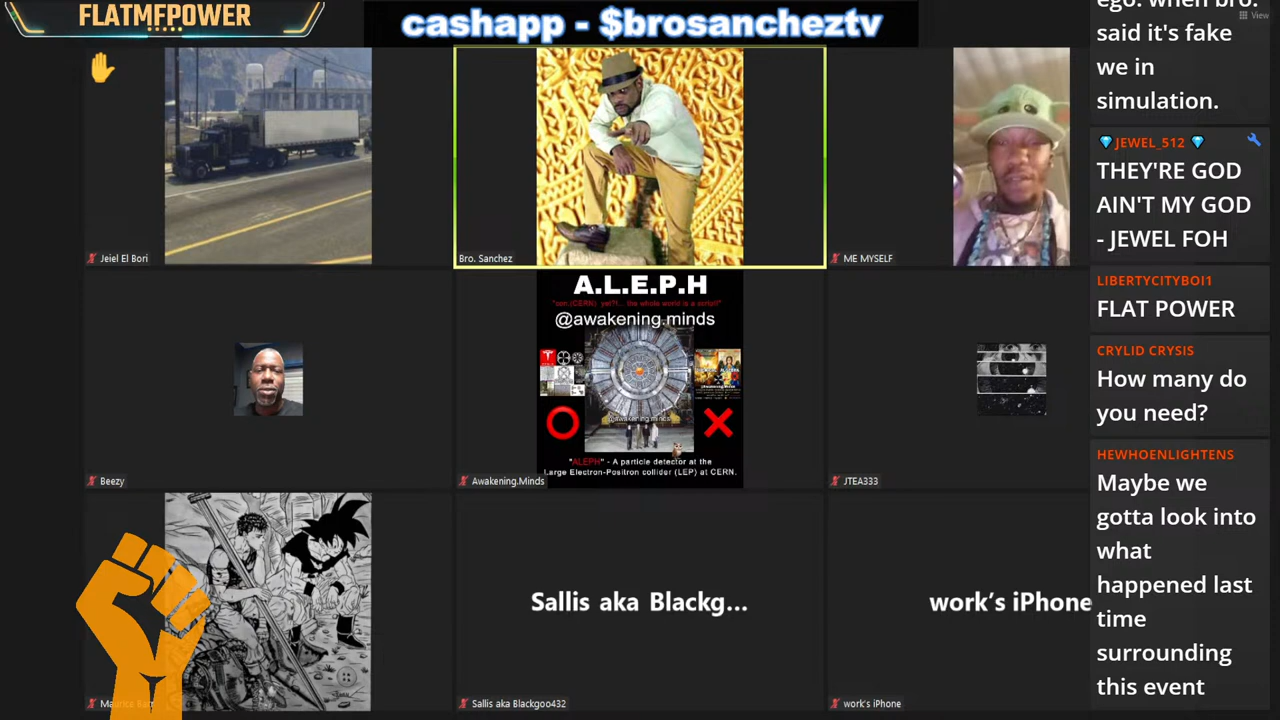 FLATMFPOWER
cashapp - $brosancheztv
View
Jeiel El Bori
Bro. Sanchez
ME MYSELF
A.L.E.P.H
@awakening.minds
@awakening.minds
"ALEPH" - A particle detector at the
Large Electron-Positron collider (LEP) at CERN.
Beezy
Awakening.Minds
JTEA333
Sallis aka Blackg...
work's iPhone
Sallis aka Blackgoo432
work's iPhone
ego. when bro.
said it's fake
we in
simulation.
JEWEL_512
THEY'RE GOD
AIN'T MY GOD
- JEWEL FOH
LIBERTYCITYBOI1
FLAT POWER
CRYLID CRYSIS
How many do
you need?
HEWHOENLIGHTENS
Maybe we
gotta look into
what
happened last
time
surrounding
this event